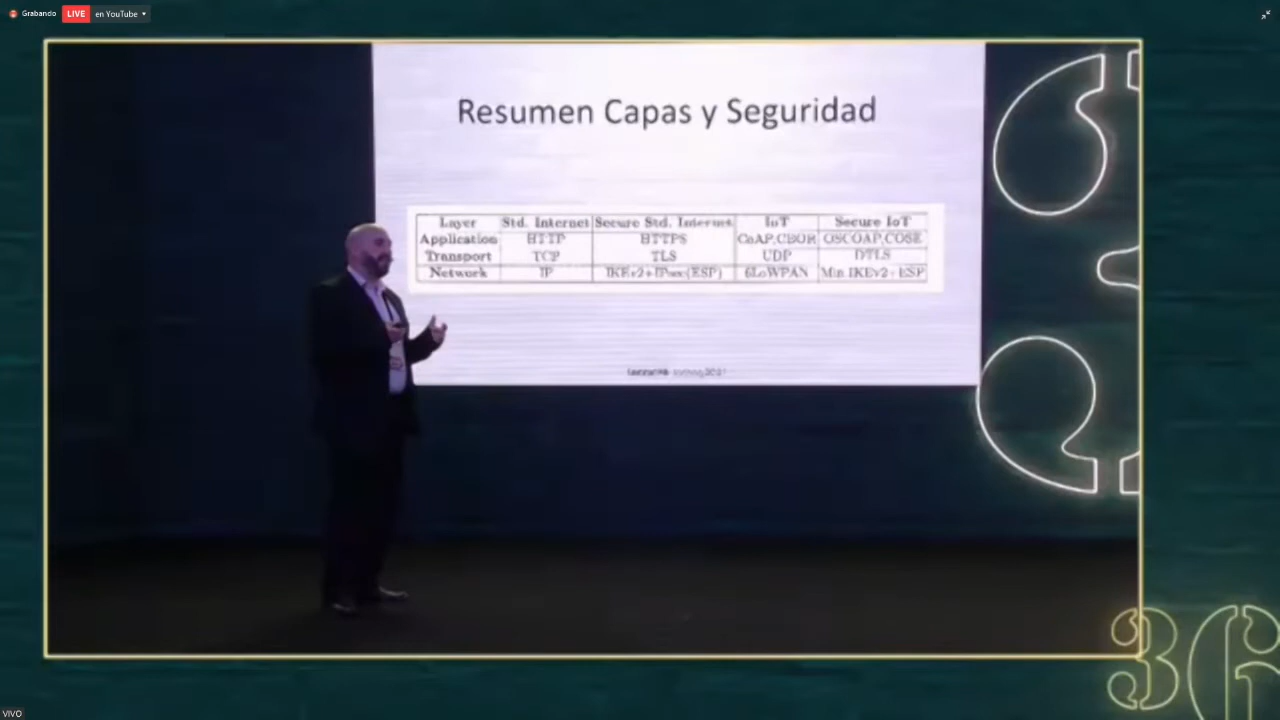 Grabando LIVE en YouTube
Resumen Capas y Seguridad
Layer Std. Internet Secure Std. Internet IoT Secure IoT
Application HTTP HTTPS CoAP,CBOR OSCOAP,COSE
Transport TCP TLS UDP DTLS
Network IP IKEv2+IPsec(ESP) 6LoWPAN Min.IKEv2+ESP
36
VIVO